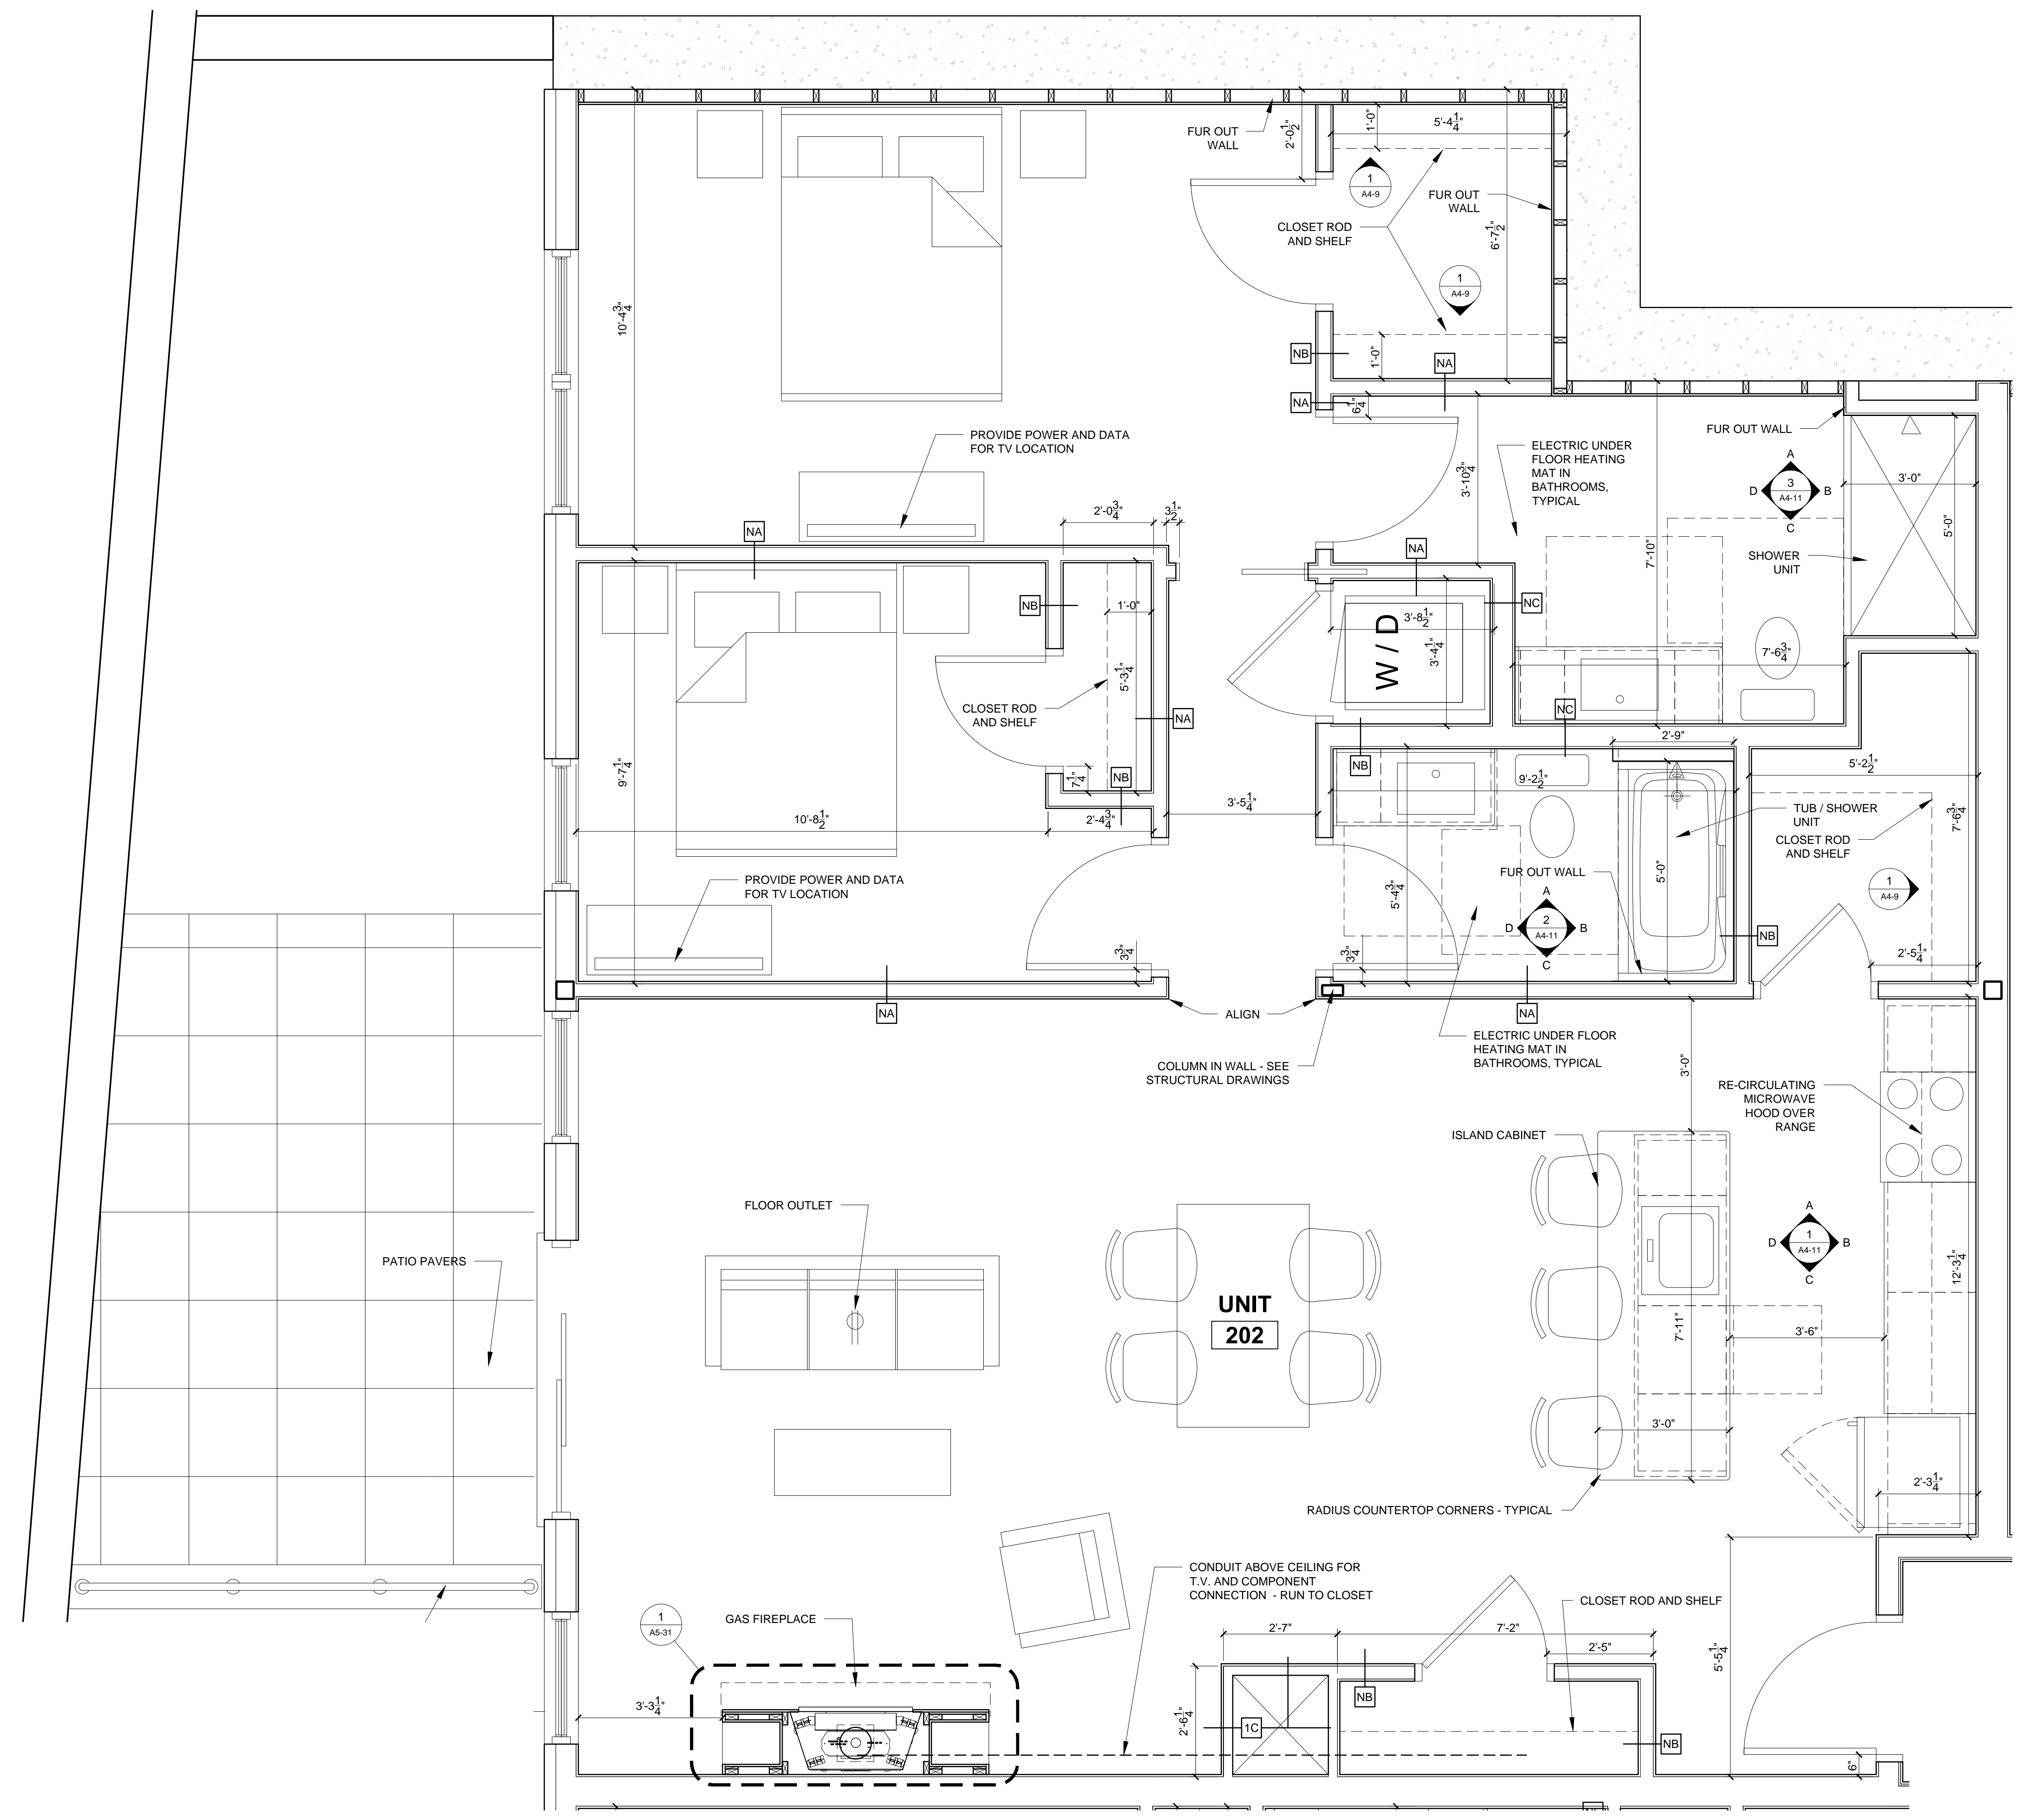 FUR OUT
WALL
2'-0 1/2"
1'-0"
5'-4 1/4"
1
A4-9
FUR OUT
WALL
CLOSET ROD
AND SHELF
6'-7 1/2"
1
A4-9
10'-4 3/4"
1'-0"
NB
NA
NA
6 1/4"
PROVIDE POWER AND DATA
FOR TV LOCATION
3'-10 3/4"
ELECTRIC UNDER
FLOOR HEATING
MAT IN
BATHROOMS,
TYPICAL
FUR OUT WALL
A
D 3 B
A4-11
C
3'-0"
5'-0"
SHOWER
UNIT
7'-10"
2'-0 3/4"
3 1/2"
NA
NA
NB
1'-0"
NC
3'-8 1/2"
W / D
3'-4 1/4"
7'-6 3/4"
5'-3 1/4"
CLOSET ROD
AND SHELF
NA
NC
2'-9"
NB
7 1/4"
NB
9'-7 1/4"
10'-8 1/2"
2'-4 3/4"
3'-5 1/4"
9'-2 1/2"
5'-2 1/2"
TUB / SHOWER
UNIT
CLOSET ROD
AND SHELF
7'-6 3/4"
PROVIDE POWER AND DATA
FOR TV LOCATION
5'-4 3/4"
FUR OUT WALL
5'-0"
1
A4-9
A
D 2 B
A4-11
C
NB
3 3/4"
3 3/4"
2'-5 1/4"
NA
ALIGN
NA
COLUMN IN WALL - SEE
STRUCTURAL DRAWINGS
ELECTRIC UNDER FLOOR
HEATING MAT IN
BATHROOMS, TYPICAL
3'-0"
RE-CIRCULATING
MICROWAVE
HOOD OVER
RANGE
ISLAND CABINET
FLOOR OUTLET
PATIO PAVERS
A
D 1 B
A4-11
C
12'-3 1/4"
UNIT
202
7'-11"
3'-6"
3'-0"
2'-3 1/4"
RADIUS COUNTERTOP CORNERS - TYPICAL
CONDUIT ABOVE CEILING FOR
T.V. AND COMPONENT
CONNECTION - RUN TO CLOSET
CLOSET ROD AND SHELF
1
A5-31
GAS FIREPLACE
2'-7"
7'-2"
2'-5"
5'-5 1/4"
3'-3 1/4"
2'-6 1/4"
NB
1C
NB
6"